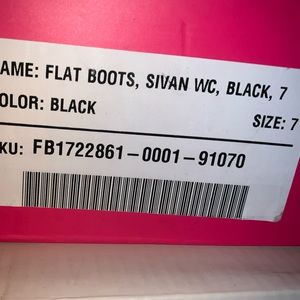 AME: FLAT BOOTS, SIVAN WC, BLACK, 7
OLOR: BLACK
SIZE: 7
KU: FB1722861-0001-91070